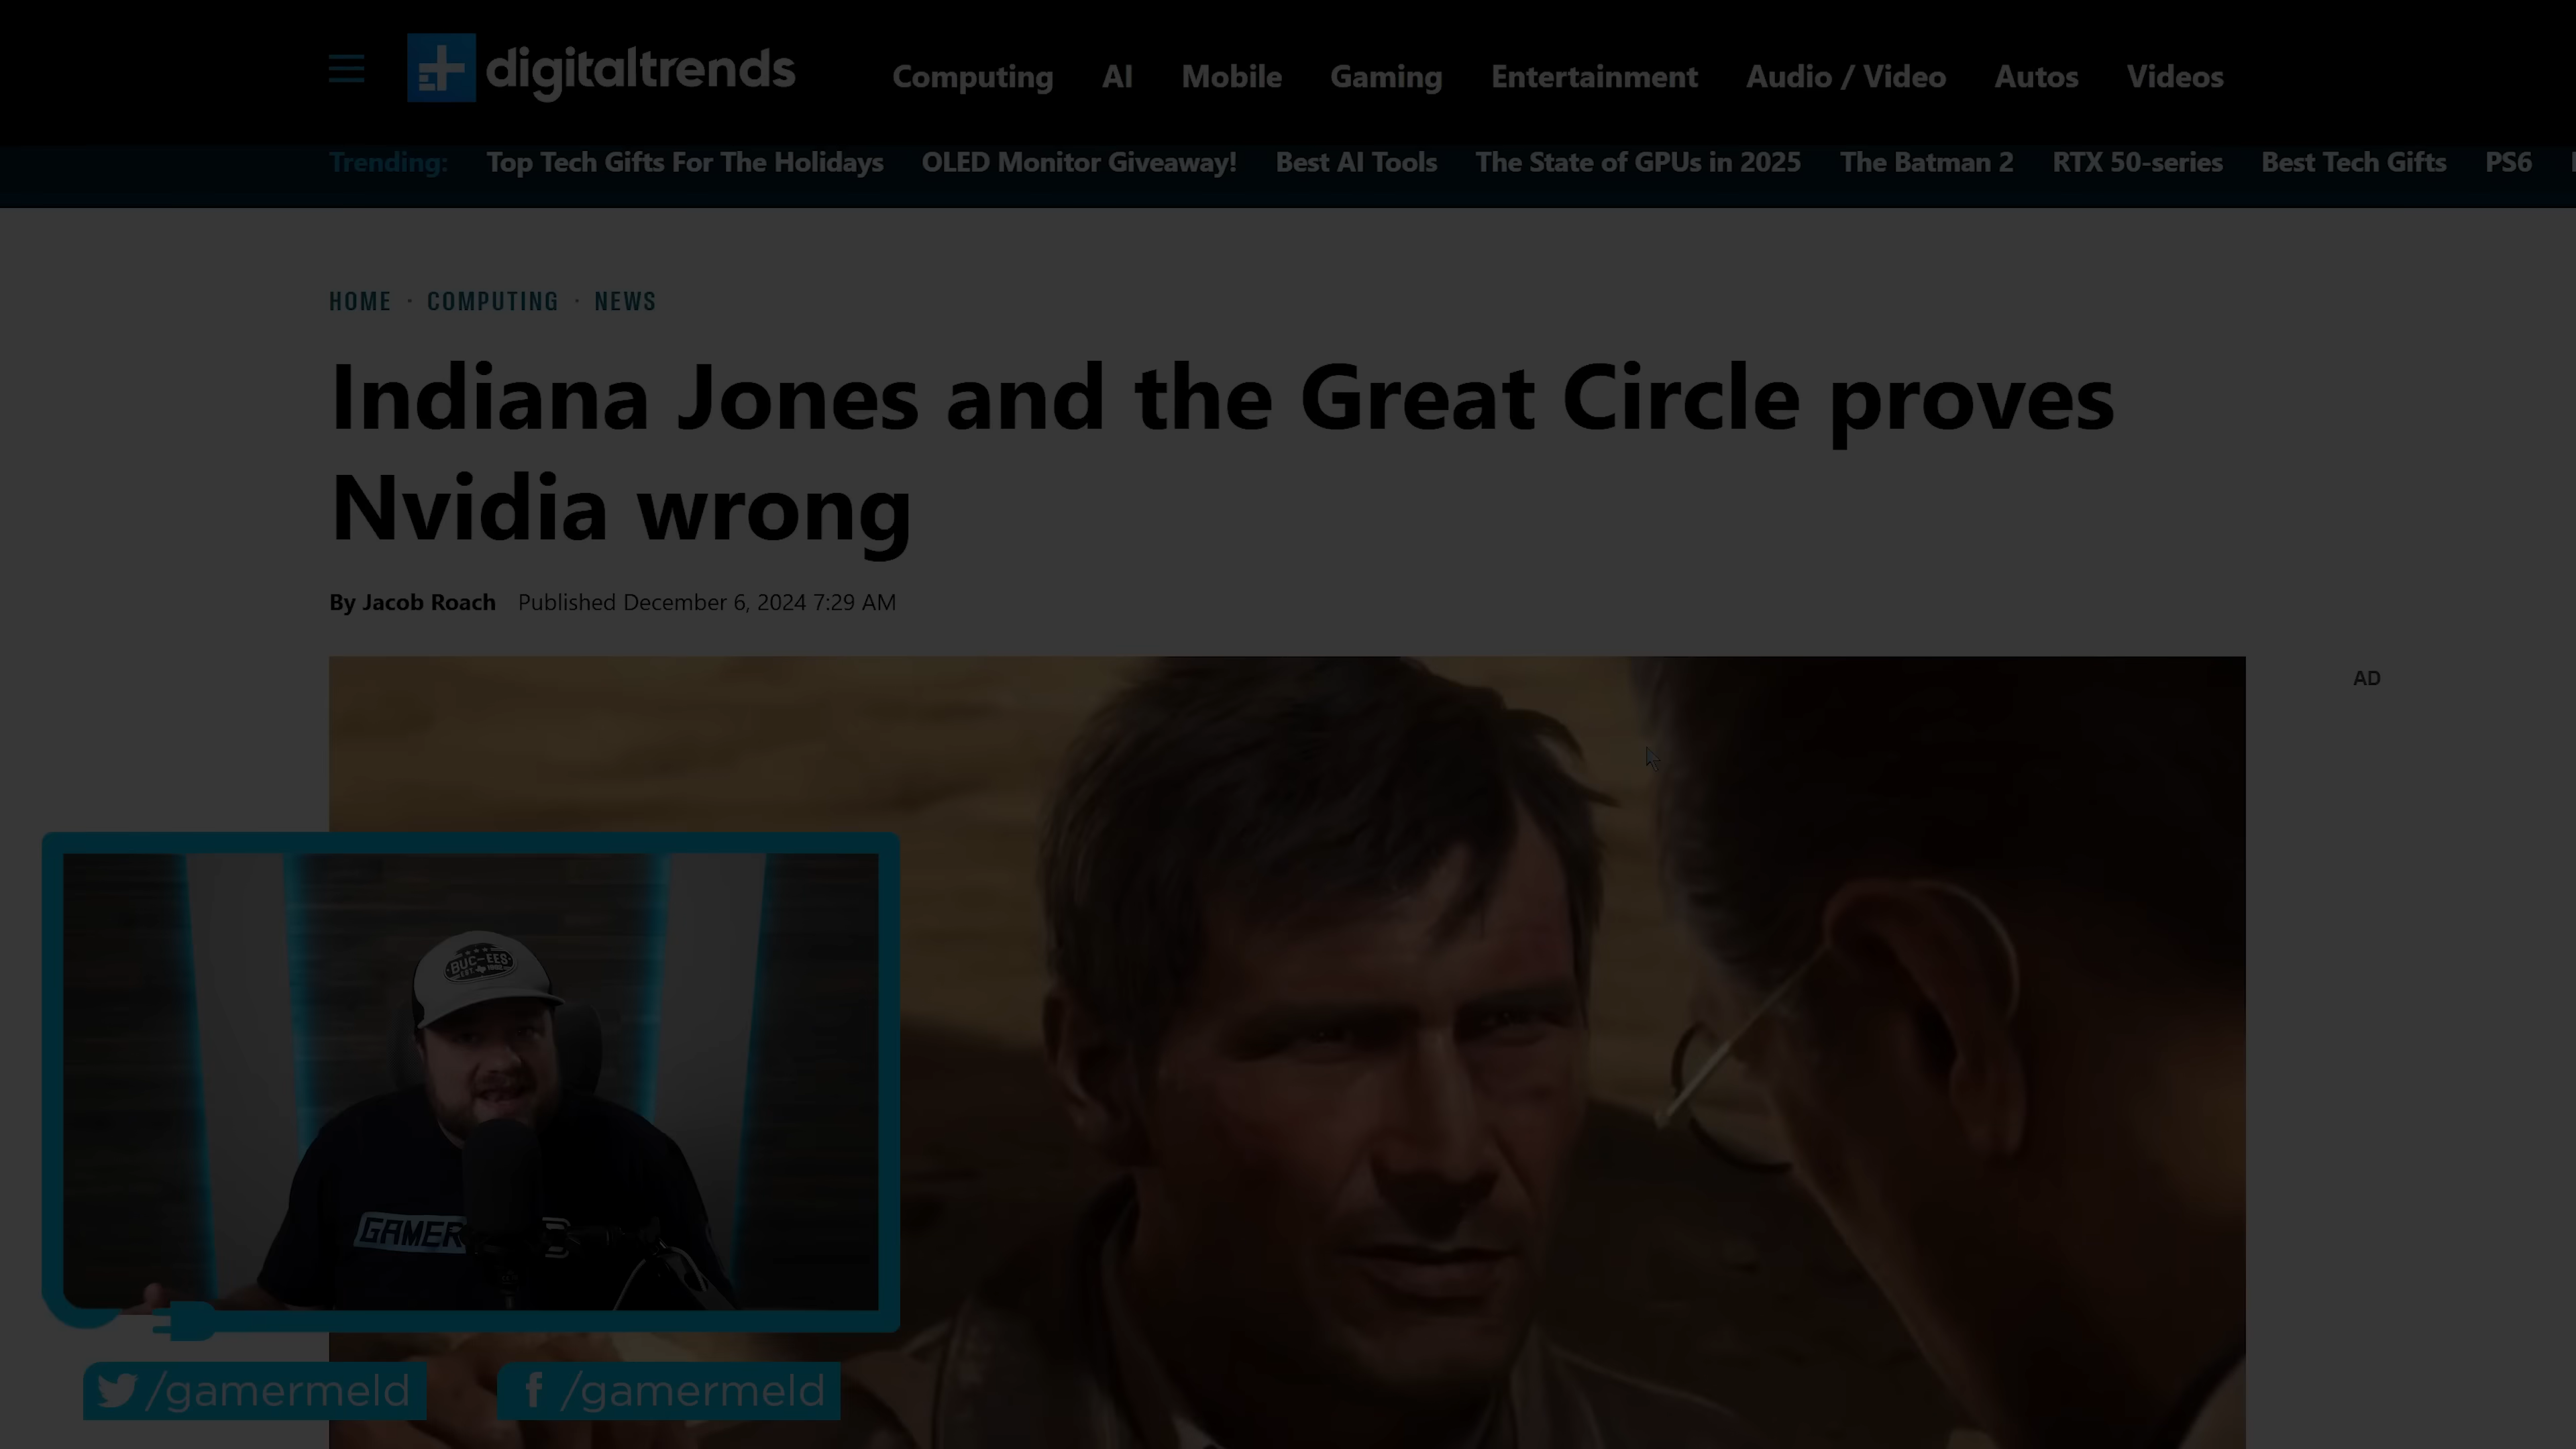 digitaltrends
Computing AI Mobile Gaming Entertainment Audio / Video Autos Videos
Trending: Top Tech Gifts For The Holidays OLED Monitor Giveaway! Best AI Tools The State of GPUs in 2025 The Batman 2 RTX 50-series Best Tech Gifts PS6
HOME · COMPUTING · NEWS
Indiana Jones and the Great Circle proves
Nvidia wrong
By Jacob Roach Published December 6, 2024 7:29 AM
AD
BUC-EES
GAMER
/gamermeld /gamermeld